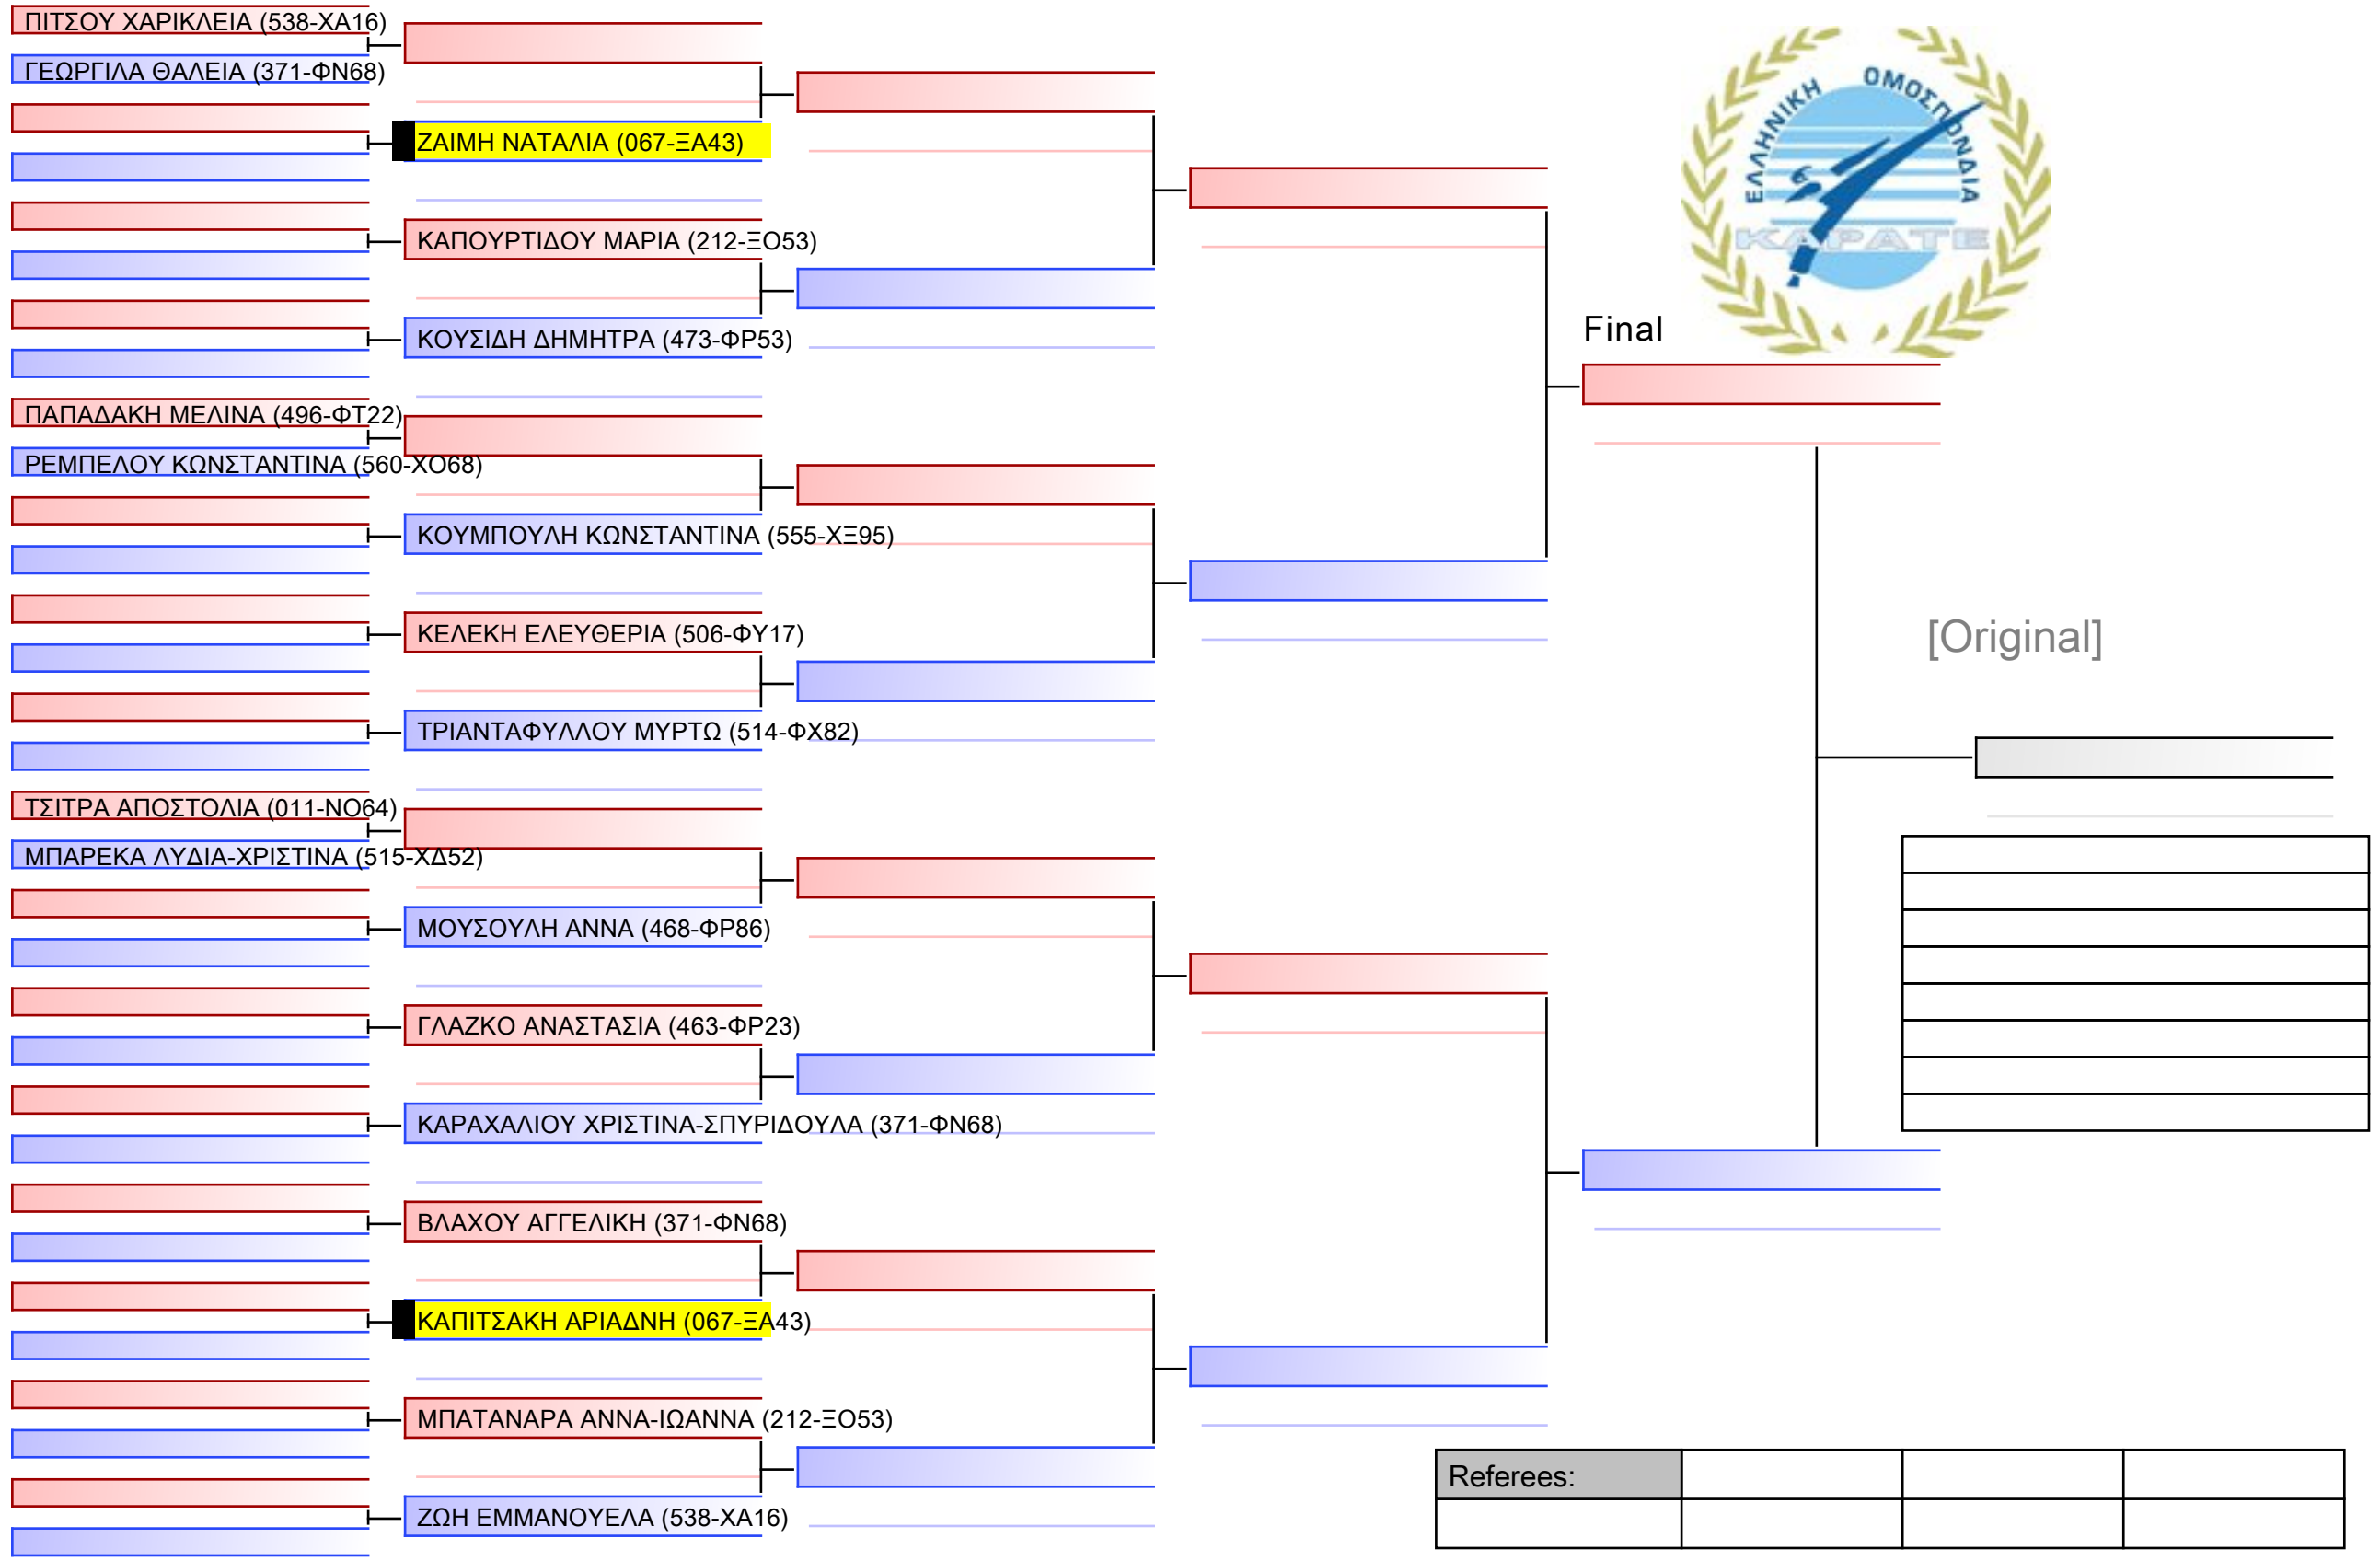 ΠΙΤΣΟΥ ΧΑΡΙΚΛΕΙΑ (538-ΧΑ16)
ΓΕΩΡΓΙΛΑ ΘΑΛΕΙΑ (371-ΦΝ68)
ΖΑΙΜΗ ΝΑΤΑΛΙΑ (067-ΞΑ43)
ΚΑΠΟΥΡΤΙΔΟΥ ΜΑΡΙΑ (212-ΞΟ53)
ΚΟΥΣΙΔΗ ΔΗΜΗΤΡΑ (473-ΦΡ53)
ΠΑΠΑΔΑΚΗ ΜΕΛΙΝΑ (496-ΦΤ22)
ΡΕΜΠΕΛΟΥ ΚΩΝΣΤΑΝΤΙΝΑ (560-ΧΟ68)
ΚΟΥΜΠΟΥΛΗ ΚΩΝΣΤΑΝΤΙΝΑ (555-ΧΞ95)
ΚΕΛΕΚΗ ΕΛΕΥΘΕΡΙΑ (506-ΦΥ17)
ΤΡΙΑΝΤΑΦΥΛΛΟΥ ΜΥΡΤΩ (514-ΦΧ82)
ΤΣΙΤΡΑ ΑΠΟΣΤΟΛΙΑ (011-ΝΟ64)
ΜΠΑΡΕΚΑ ΛΥΔΙΑ-ΧΡΙΣΤΙΝΑ (515-ΧΔ52)
ΜΟΥΣΟΥΛΗ ΑΝΝΑ (468-ΦΡ86)
ΓΛΑΖΚΟ ΑΝΑΣΤΑΣΙΑ (463-ΦΡ23)
ΚΑΡΑΧΑΛΙΟΥ ΧΡΙΣΤΙΝΑ-ΣΠΥΡΙΔΟΥΛΑ (371-ΦΝ68)
ΒΛΑΧΟΥ ΑΓΓΕΛΙΚΗ (371-ΦΝ68)
ΚΑΠΙΤΣΑΚΗ ΑΡΙΑΔΝΗ (067-ΞΑ43)
ΜΠΑΤΑΝΑΡΑ ΑΝΝΑ-ΙΩΑΝΝΑ (212-ΞΟ53)
ΖΩΗ ΕΜΜΑΝΟΥΕΛΑ (538-ΧΑ16)
ΕΛΛΗΝΙΚΗ ΟΜΟΣΠΟΝΔΙΑ
ΚΑΡΑΤΕ
Final
[Original]
Referees: